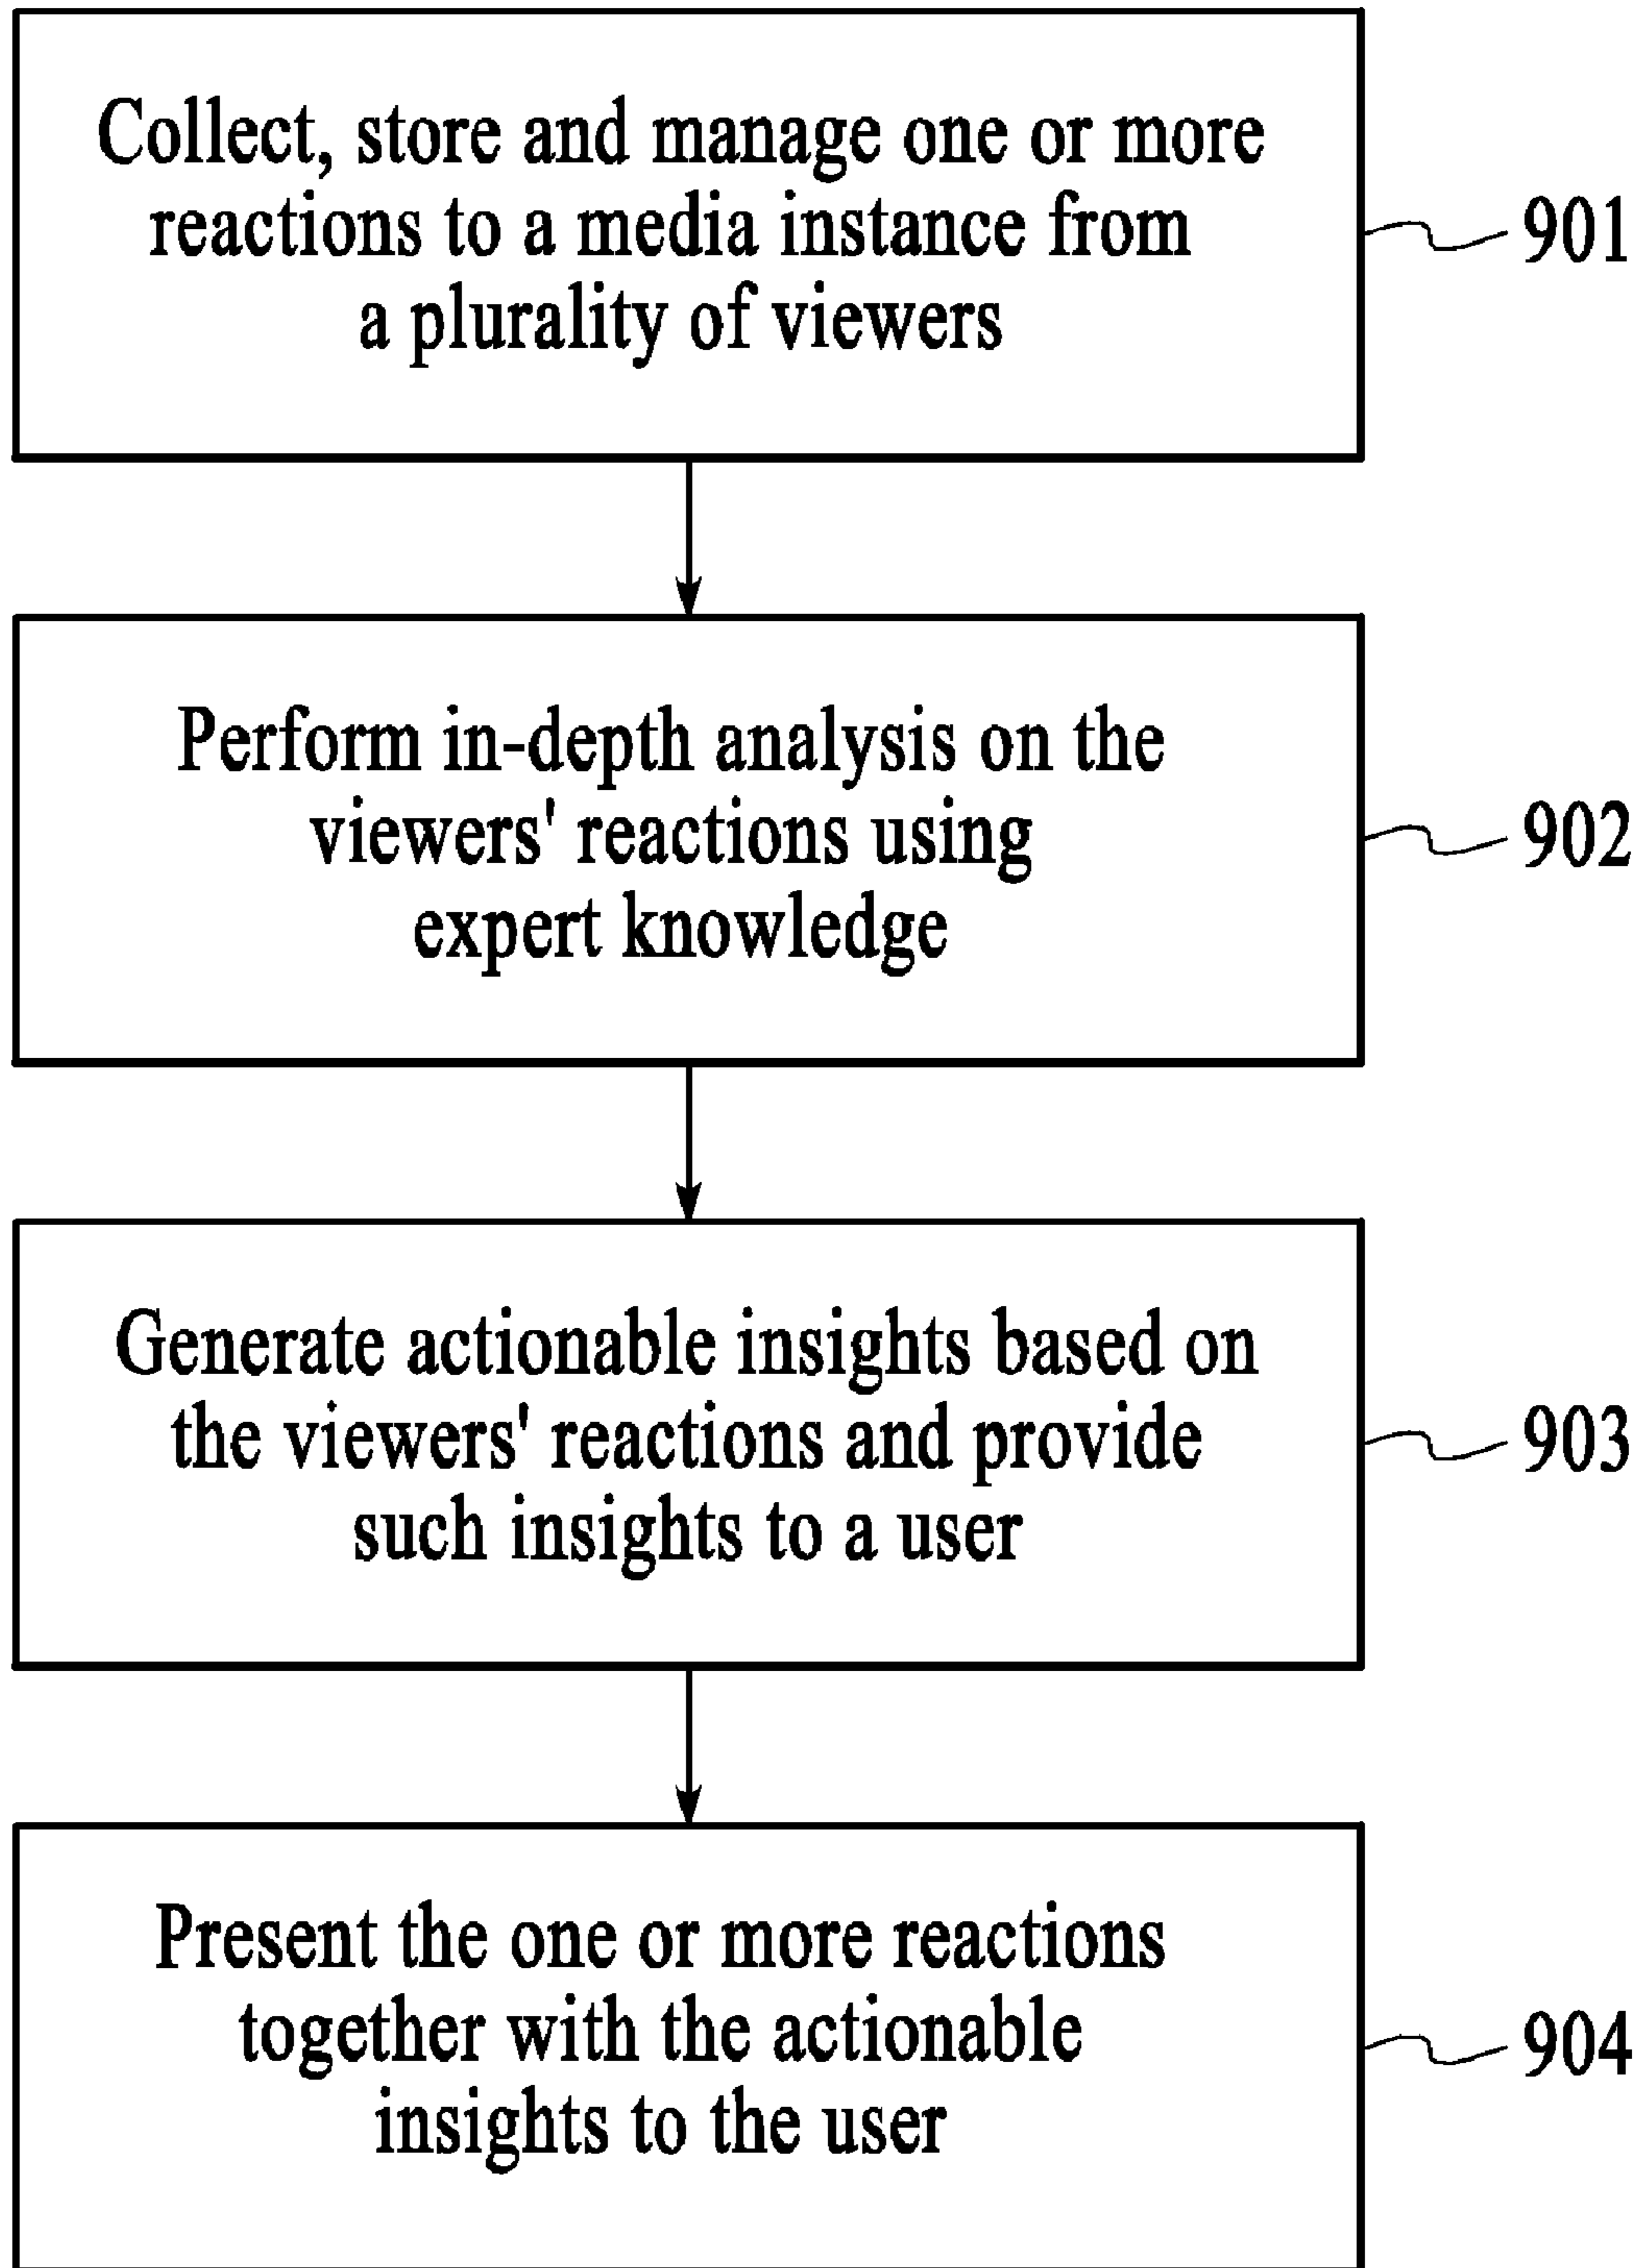 Collect, store and manage one or more
reactions to a media instance from
a plurality of viewers
901
Perform in-depth analysis on the
viewers' reactions using
expert knowledge
902
Generate actionable insights based on
the viewers' reactions and provide
such insights to a user
903
Present the one or more reactions
together with the actionable
insights to the user
904